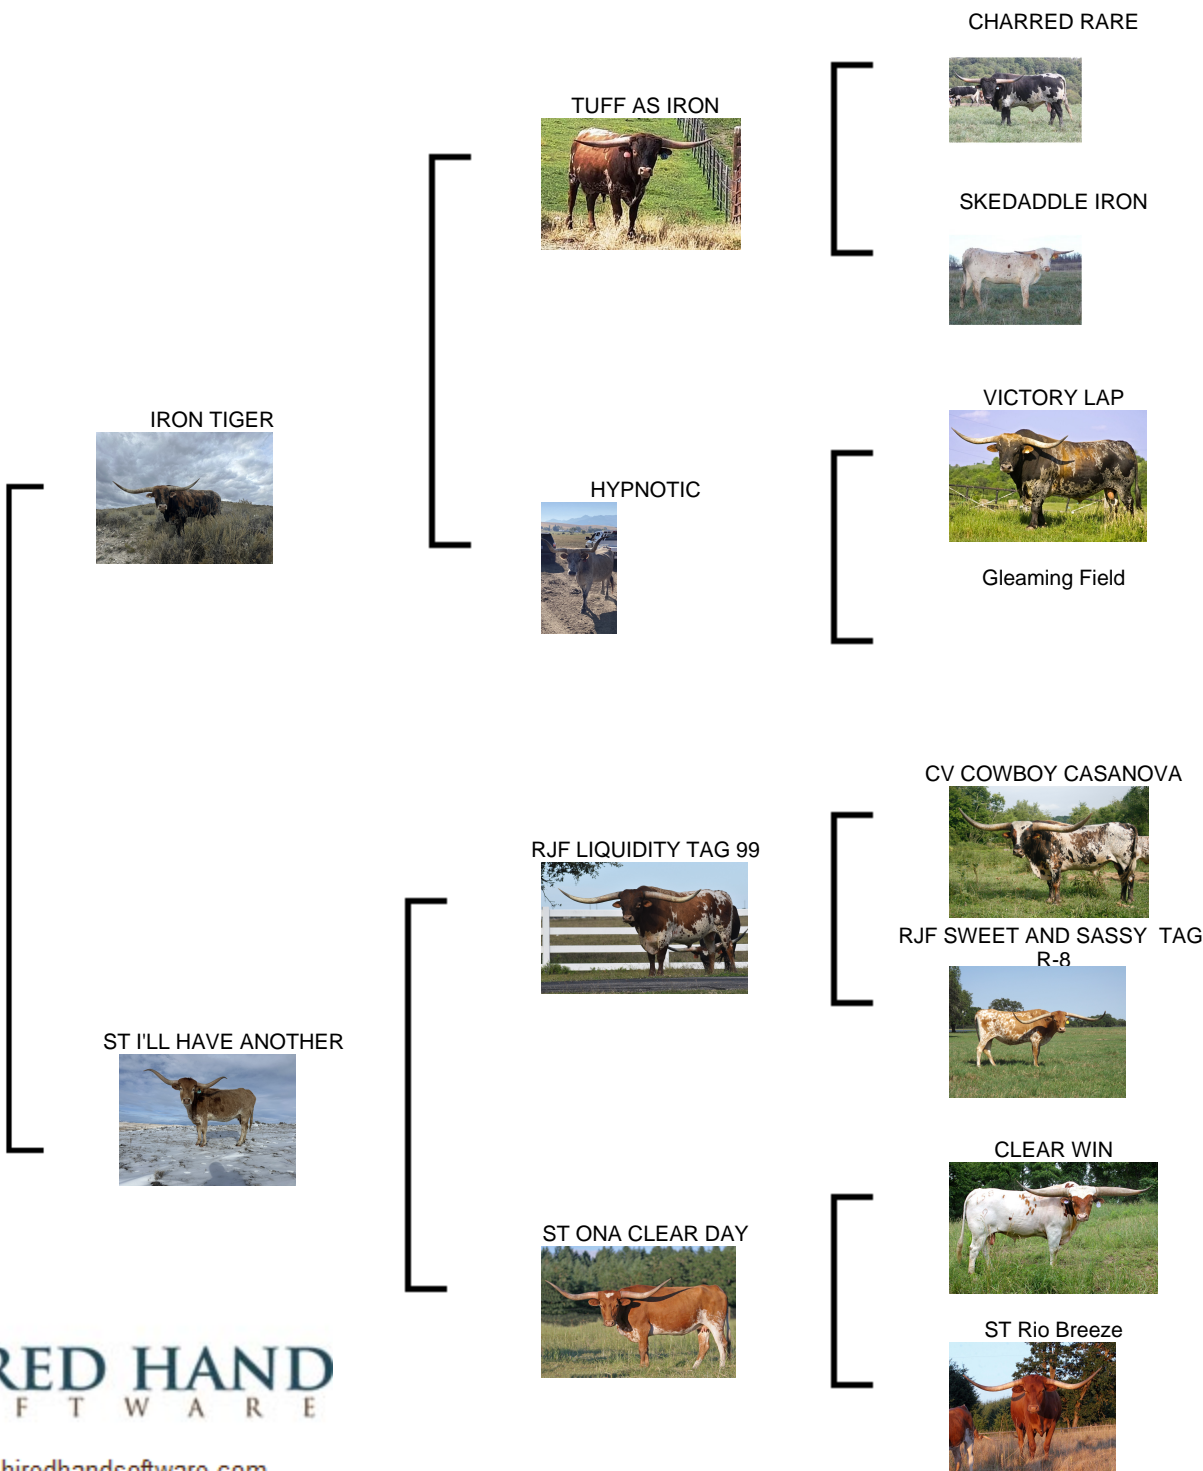 CHARRED RARE
TUFF AS IRON
SKEDADDLE IRON
VICTORY LAP
IRON TIGER
HYPNOTIC
Gleaming Field
CV COWBOY CASANOVA
RJF LIQUIDITY TAG 99
RJF SWEET AND SASSY TAG
R-8
ST I'LL HAVE ANOTHER
CLEAR WIN
ST ONA CLEAR DAY
ST Rio Breeze
RED HAND
F T W A R E
hiredhandsoftware.com